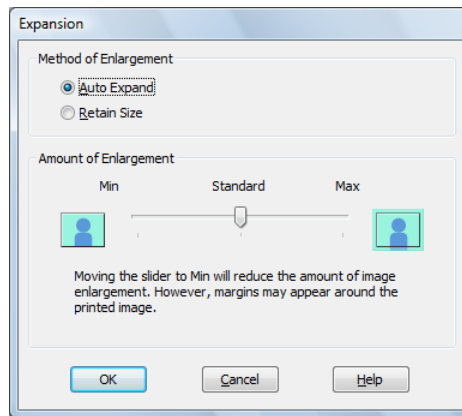 Expansion
Method of Enlargement
Auto Expand
Retain Size
Amount of Enlargement
Min Standard Max
Moving the slider to Min will reduce the amount of image
enlargement. However, margins may appear around the
printed image.
OK Cancel Help